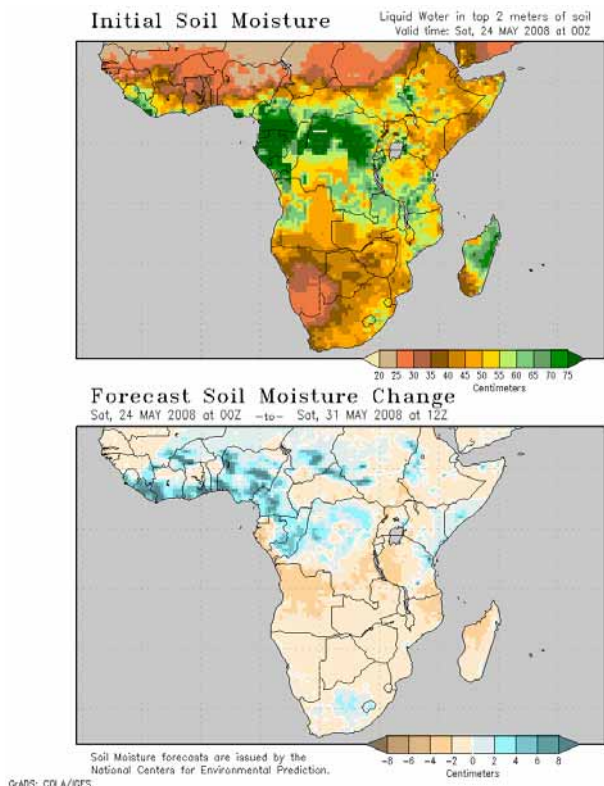 Initial Soil Moisture
Liquid Water in top 2 meters of soil
Valid time: Sat, 24 MAY 2008 at 00Z
20 25 30 35 40 45 50 55 60 65 70 75
Centimeters
Forecast Soil Moisture Change
Sat, 24 MAY 2008 at 00Z -to- Sat, 31 MAY 2008 at 12Z
-8 -6 -4 -2 0 2 4 6 8
Centimeters
Soil Moisture forecasts are issued by the
National Centers for Environmental Prediction.
GrADS: COLA/IGES